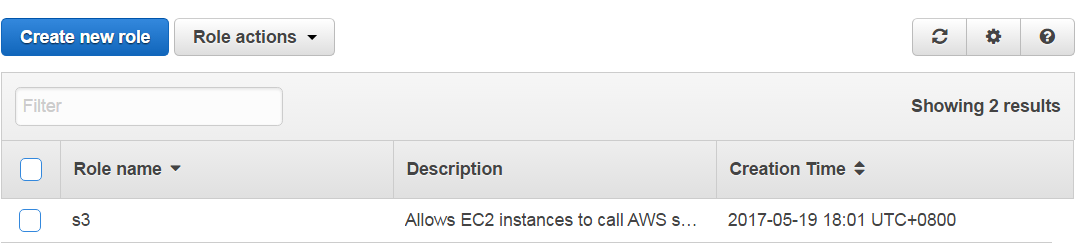 Create new role Role actions
Filter Showing 2 results
Role name Description Creation Time
s3 Allows EC2 instances to call AWS s... 2017-05-19 18:01 UTC+0800